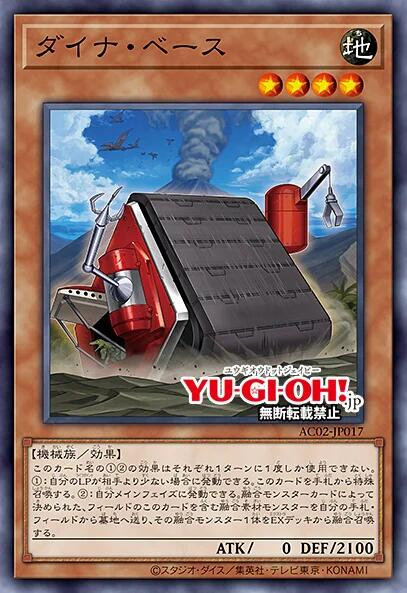 ダイナ・ベース
地
ユウギオウドットジェイピー
YU-GI-OH!.jp
無断転載禁止
AC02-JP017
【機械族／効果】
このカード名の①②の効果はそれぞれ1ターンに1度しか使用できない。
①：自分のLPが相手より少ない場合に発動できる。このカードを手札から特殊
召喚する。②：自分メインフェイズに発動できる。融合モンスターカードによって
決められた、フィールドのこのカードを含む融合素材モンスターを自分の手札・
フィールドから墓地へ送り、その融合モンスター1体をEXデッキから融合召喚
する。
ATK/ 0 DEF/2100
©スタジオ・ダイス／集英社・テレビ東京・KONAMI